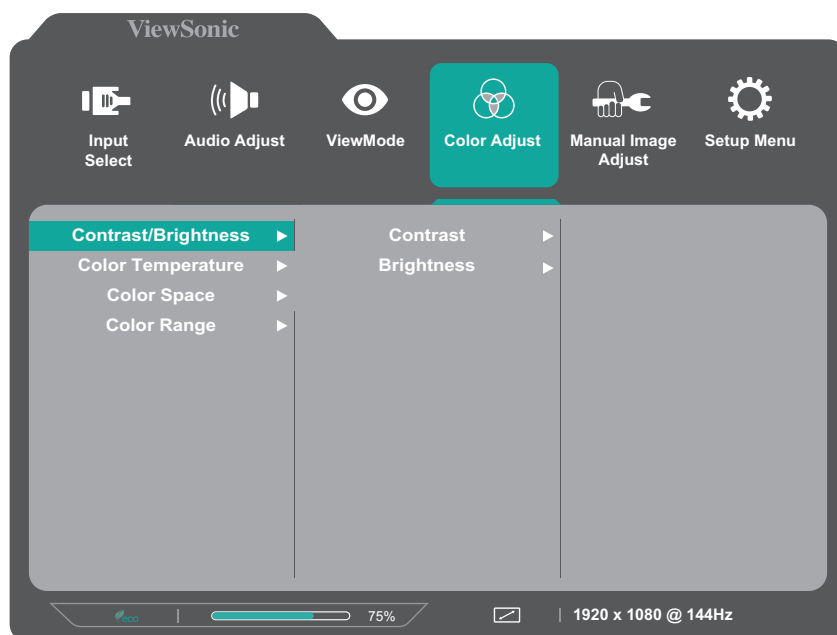 ViewSonic
Input
Select
Audio Adjust
ViewMode
Color Adjust
Manual Image
Adjust
Setup Menu
Contrast/Brightness
Color Temperature
Color Space
Color Range
Contrast
Brightness
eco
75%
1920 x 1080 @ 144Hz